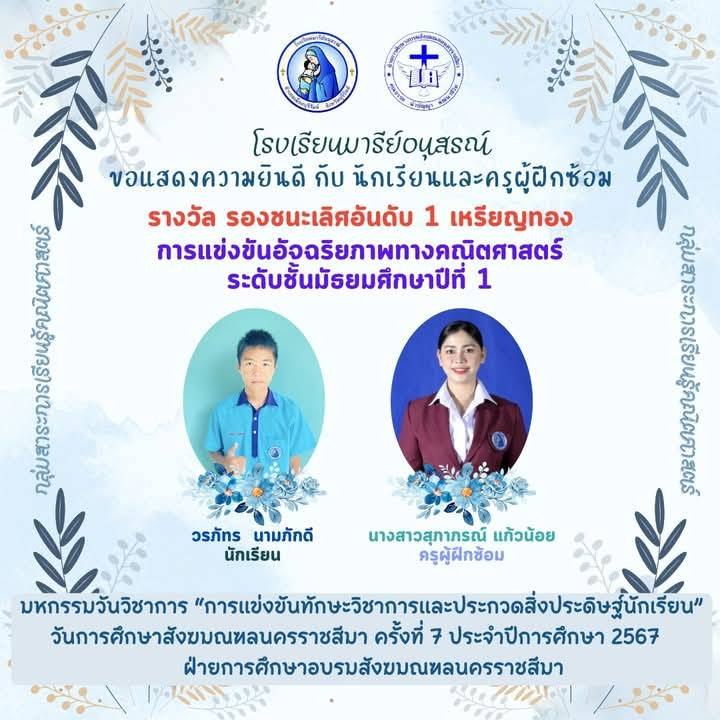 โรงเรียนมารีย์อนุสรณ์
ขอแสดงความยินดี กับ นักเรียนและครูผู้ฝึกซ้อม
รางวัล รองชนะเลิศอันดับ 1 เหรียญทอง
การแข่งขันอัจฉริยภาพทางคณิตศาสตร์
ระดับชั้นมัธยมศึกษาปีที่ 1
กลุ่มสาระการเรียนรู้คณิตศาสตร์
กลุ่มสาระการเรียนรู้คณิตศาสตร์
วรภัทร นามภักดี
นักเรียน
นางสาวสุภาภรณ์ แก้วน้อย
ครูผู้ฝึกซ้อม
มหกรรมวันวิชาการ "การแข่งขันทักษะวิชาการและประกวดสิ่งประดิษฐ์นักเรียน"
วันการศึกษาสังฆมณฑลนครราชสีมา ครั้งที่ 7 ประจำปีการศึกษา 2567
ฝ่ายการศึกษาอบรมสังฆมณฑลนครราชสีมา